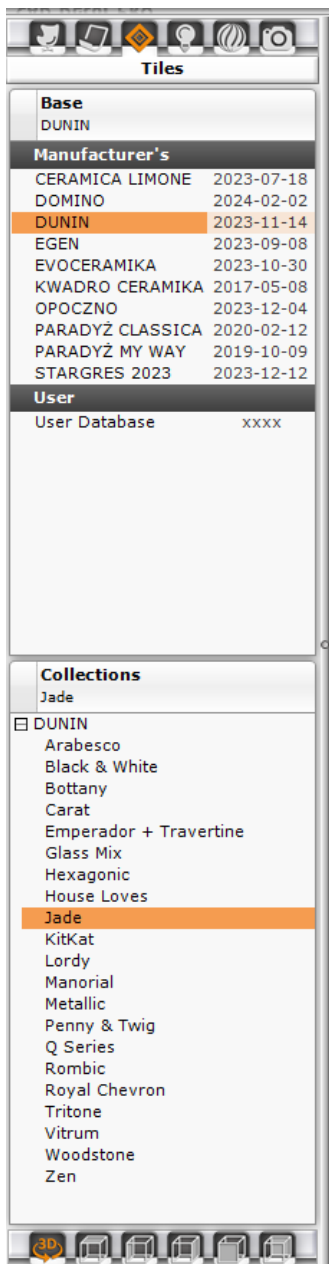 Tiles
Base
DUNIN
Manufacturer's
CERAMICA LIMONE 2023-07-18
DOMINO 2024-02-02
DUNIN 2023-11-14
EGEN 2023-09-08
EVOCERAMIKA 2023-10-30
KWADRO CERAMIKA 2017-05-08
OPOCZNO 2023-12-04
PARADYŻ CLASSICA 2020-02-12
PARADYŻ MY WAY 2019-10-09
STARGRES 2023 2023-12-12
User
User Database xxxx
Collections
Jade
DUNIN
Arabesco
Black & White
Bottany
Carat
Emperador + Travertine
Glass Mix
Hexagonic
House Loves
Jade
KitKat
Lordy
Manorial
Metallic
Penny & Twig
Q Series
Rombic
Royal Chevron
Tritone
Vitrum
Woodstone
Zen
3D